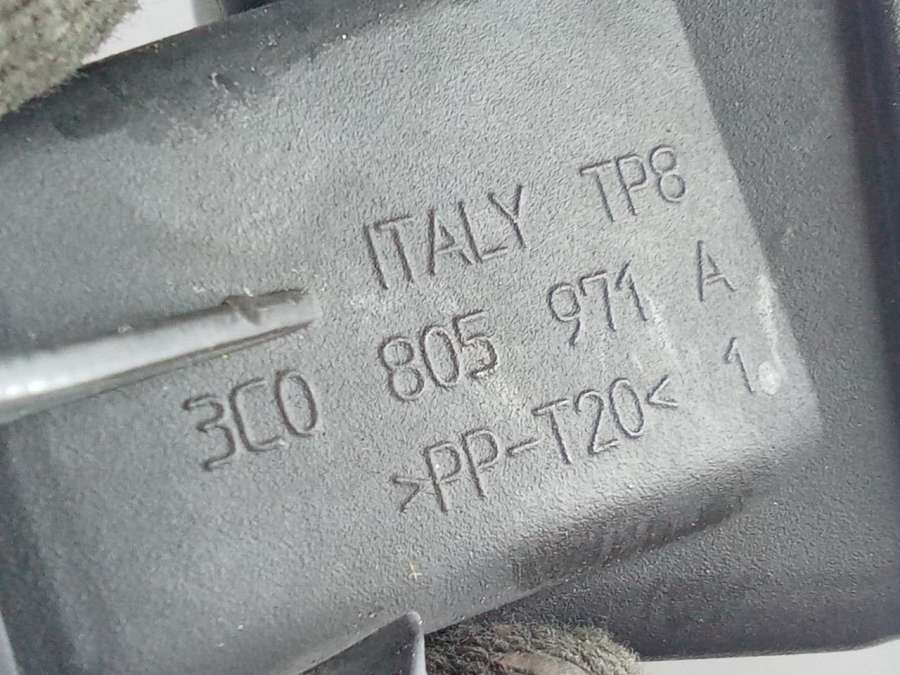 ITALY TP8
3C0 805 971 A
>PP-T20< 1.